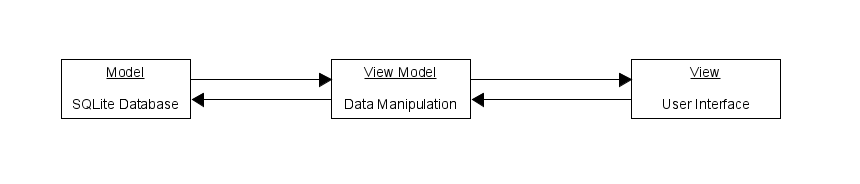 Model
SQLite Database
View Model
Data Manipulation
View
User Interface